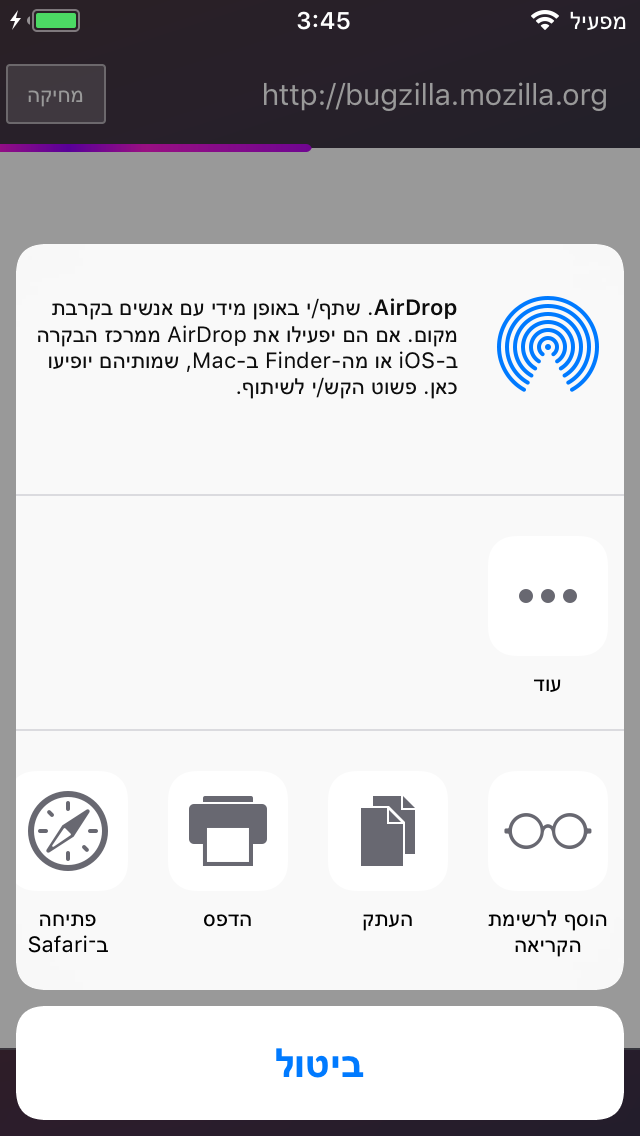 מפעיל
3:45
http://bugzilla.mozilla.org
מחיקה
AirDrop. שתף/י באופן מידי עם אנשים בקרבת
מקום. אם הם יפעילו את AirDrop ממרכז הבקרה
ב-iOS או מה-Finder ב-Mac, שמותיהם יופיעו
כאן. פשוט הקש/י לשיתוף.
עוד
הוסף לרשימת
הקריאה
העתק
הדפס
פתיחה
ב־Safari
ביטול